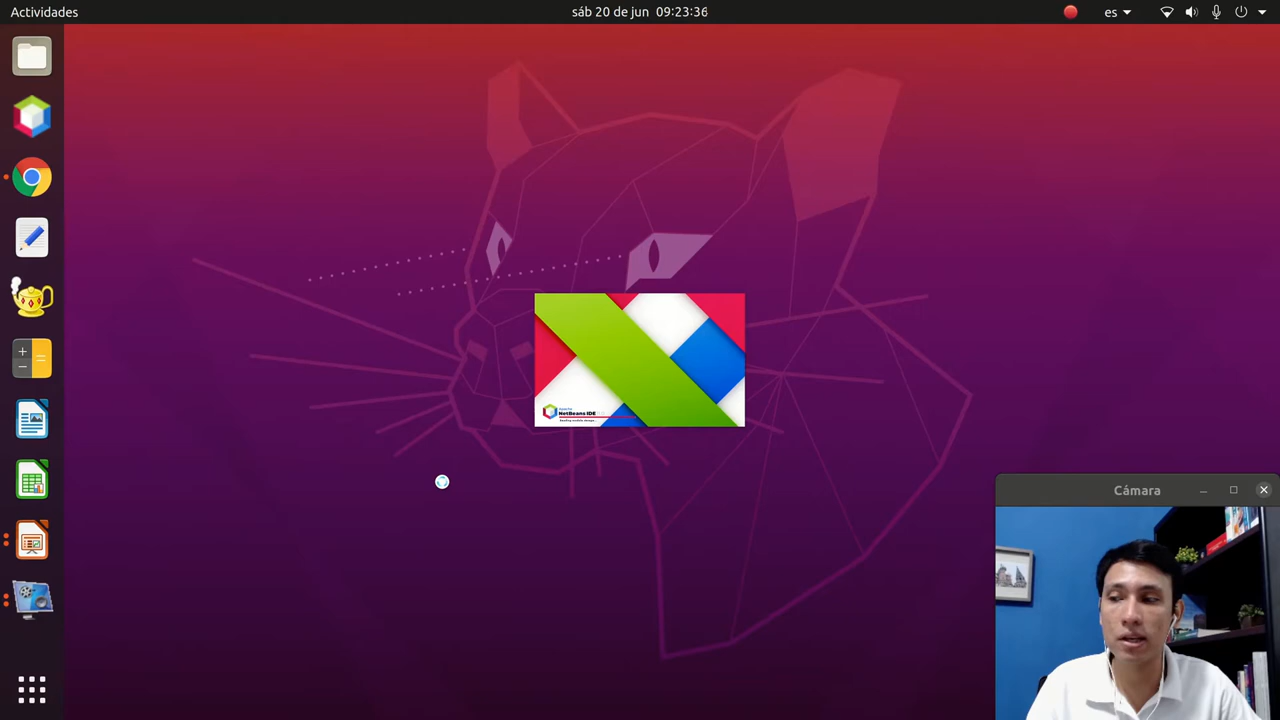 Actividades
sáb 20 de jun 09:23:36
es
NetBeans IDE
Cámara